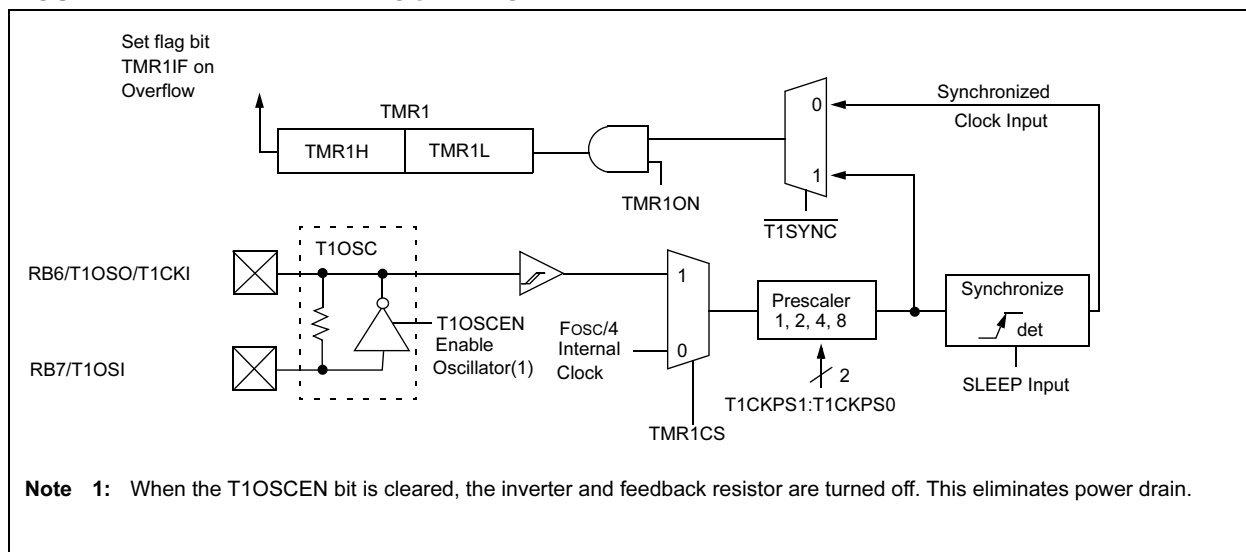 Set flag bit
TMR1IF on
Overflow
TMR1
TMR1H
TMR1L
TMR1ON
0
1
T1SYNC
Synchronized
Clock Input
RB6/T1OSO/T1CKI
RB7/T1OSI
T1OSC
T1OSCEN
Enable
Oscillator(1)
FOSC/4
Internal
Clock
1
0
TMR1CS
Prescaler
1, 2, 4, 8
2
T1CKPS1:T1CKPS0
Synchronize
det
SLEEP Input
Note 1: When the T1OSCEN bit is cleared, the inverter and feedback resistor are turned off. This eliminates power drain.